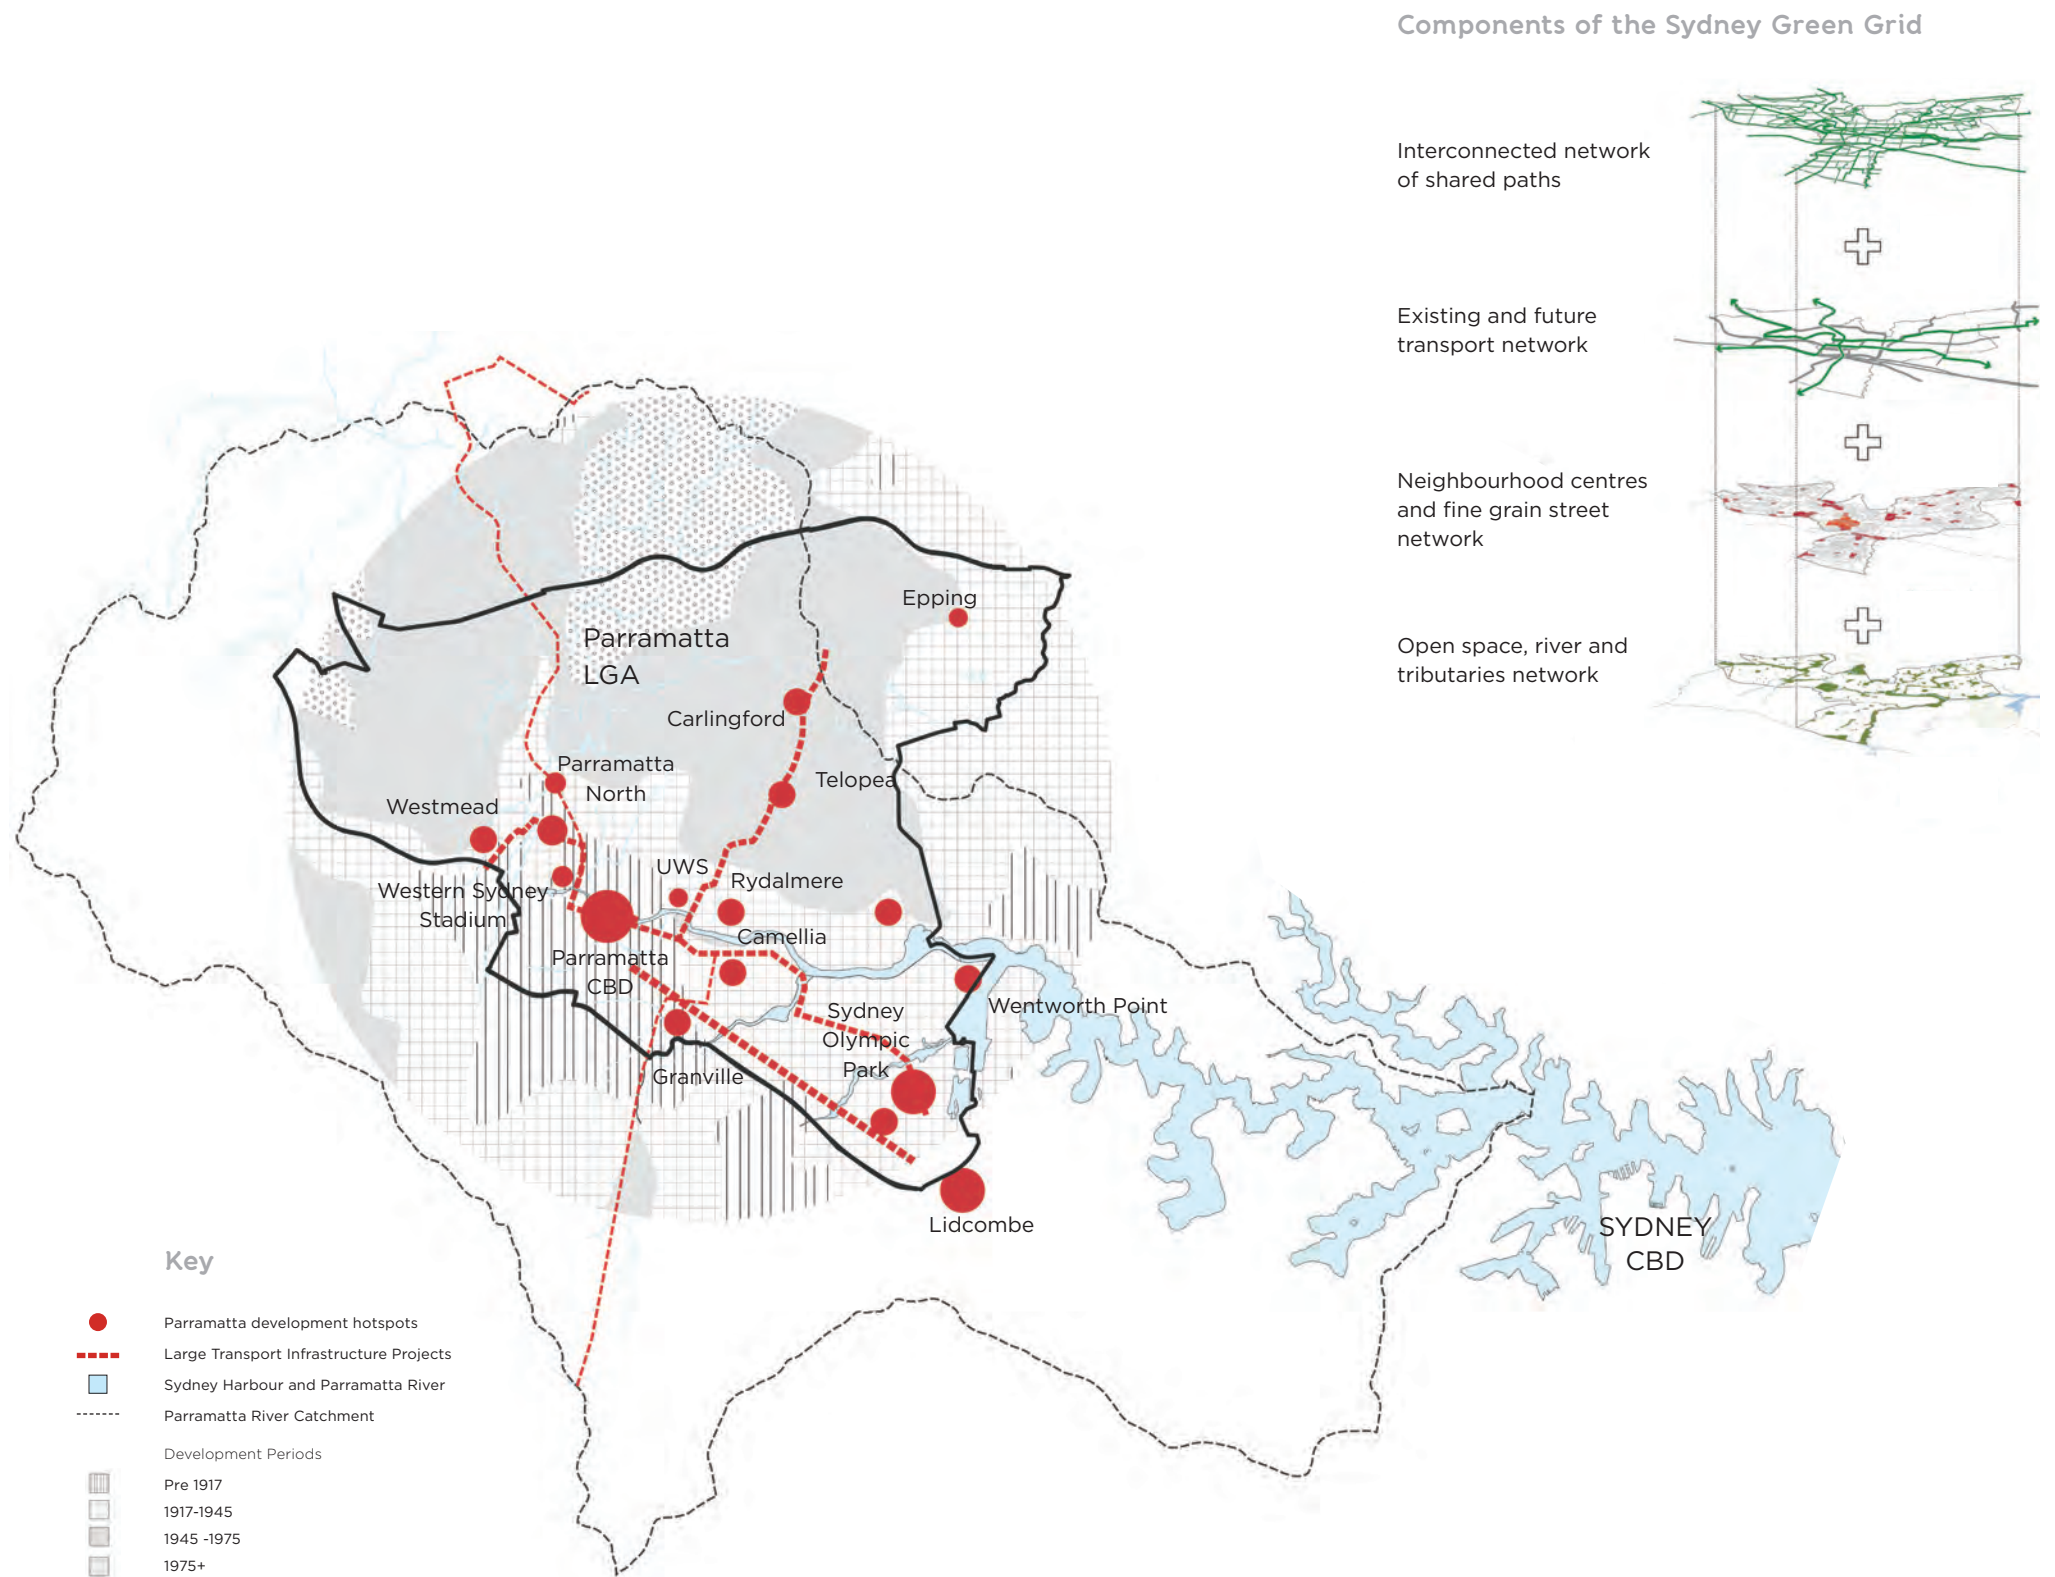 Components of the Sydney Green Grid
Interconnected network
of shared paths
Existing and future
transport network
Neighbourhood centres
and fine grain street
network
Open space, river and
tributaries network
Epping
Parramatta
LGA
Carlingford
Parramatta
North
Telopea
Westmead
UWS
Rydalmere
Western Sydney
Stadium
Camellia
Parramatta
CBD
Wentworth Point
Sydney
Olympic
Park
Granville
Lidcombe
SYDNEY
CBD
Key
Parramatta development hotspots
Large Transport Infrastructure Projects
Sydney Harbour and Parramatta River
Parramatta River Catchment
Development Periods
Pre 1917
1917-1945
1945 -1975
1975+